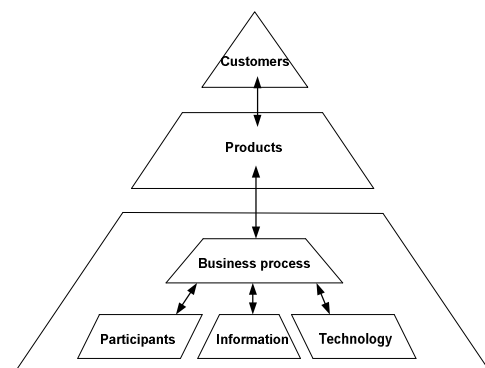 Customers
Products
Business process
Participants
Information
Technology